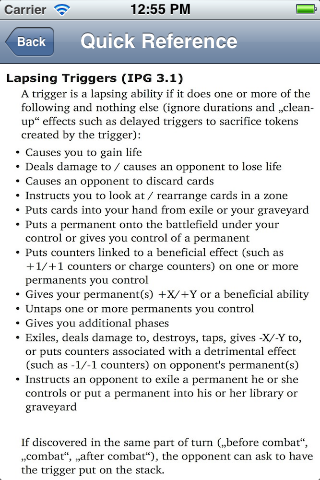 Carrier 12:55 PM
Back Quick Reference
Lapsing Triggers (IPG 3.1)
A trigger is a lapsing ability if it does one or more of the
following and nothing else (ignore durations and „clean-
up“ effects such as delayed triggers to sacrifice tokens
created by the trigger):
• Causes you to gain life
• Deals damage to / causes an opponent to lose life
• Causes an opponent to discard cards
• Instructs you to look at / rearrange cards in a zone
• Puts cards into your hand from exile or your graveyard
• Puts a permanent onto the battlefield under your
control or gives you control of a permanent
• Puts counters linked to a beneficial effect (such as
+1/+1 counters or charge counters) on one or more
permanents you control
• Gives your permanent(s) +X/+Y or a beneficial ability
• Untaps one or more permanents you control
• Gives you additional phases
• Exiles, deals damage to, destroys, taps, gives -X/-Y to,
or puts counters associated with a detrimental effect
(such as -1/-1 counters) on opponent's permanent(s)
• Instructs an opponent to exile a permanent he or she
controls or put a permanent into his or her library or
graveyard
If discovered in the same part of turn („before combat“,
„combat“, „after combat“), the opponent can ask to have
the trigger put on the stack.